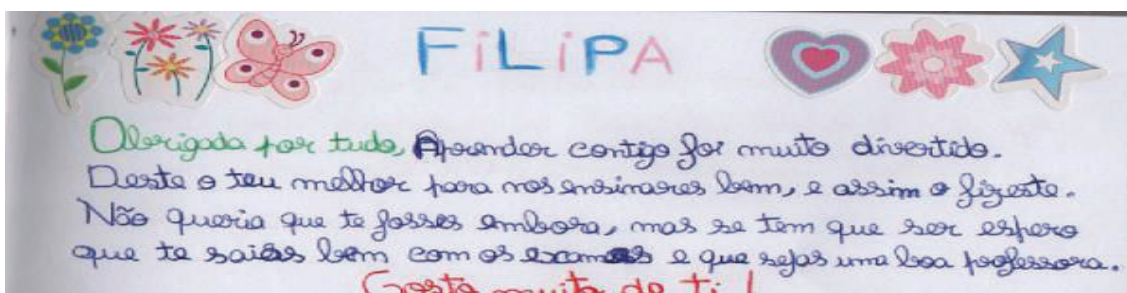 FiLiPA
Obrigada por tudo, Aprender contigo foi muito divertido.
Deste o teu melhor para nos ensinares bem, e assim o fizeste.
Não queria que te fosses embora, mas se tem que ser espero
que te saias bem com os exames e que sejas uma boa professora.
Gosto muito de ti!